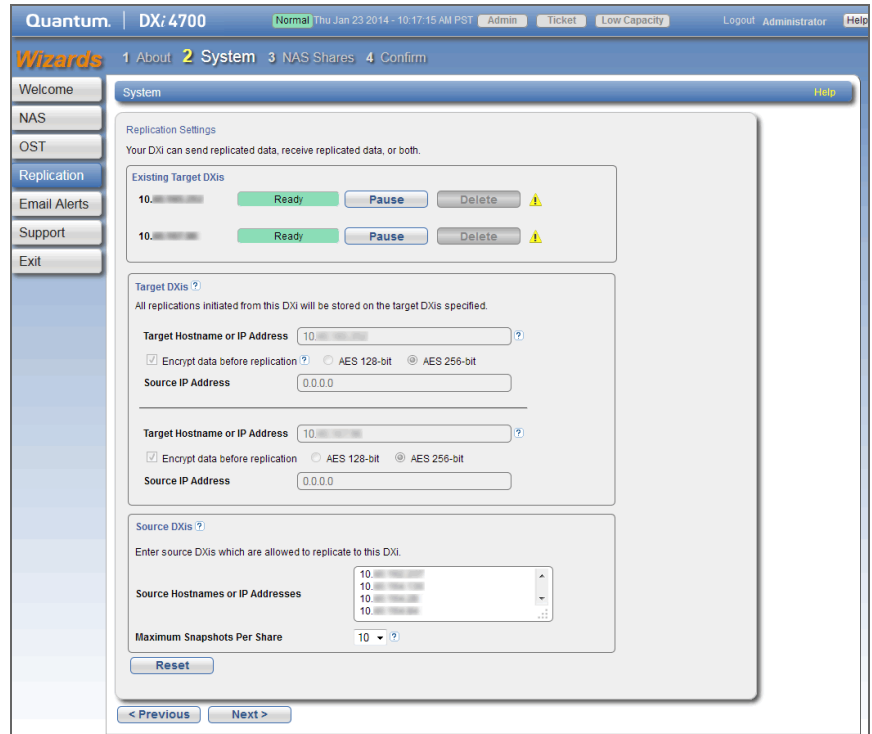 Quantum. DXi 4700 Normal Thu Jan 23 2014 - 10:17:15 AM PST Admin Ticket Low Capacity Logout Administrator Help
Wizards 1 About 2 System 3 NAS Shares 4 Confirm
Welcome
NAS
OST
Replication
Email Alerts
Support
Exit
System Help
Replication Settings
Your DXi can send replicated data, receive replicated data, or both.
Existing Target DXis
10. Ready Pause Delete
10. Ready Pause Delete
Target DXis ?
All replications initiated from this DXi will be stored on the target DXis specified.
Target Hostname or IP Address 10. ?
Encrypt data before replication ? AES 128-bit AES 256-bit
Source IP Address 0.0.0.0
Target Hostname or IP Address 10. ?
Encrypt data before replication AES 128-bit AES 256-bit
Source IP Address 0.0.0.0
Source DXis ?
Enter source DXis which are allowed to replicate to this DXi.
Source Hostnames or IP Addresses
10.
10.
10.
10.
Maximum Snapshots Per Share 10 ?
Reset
< Previous Next >